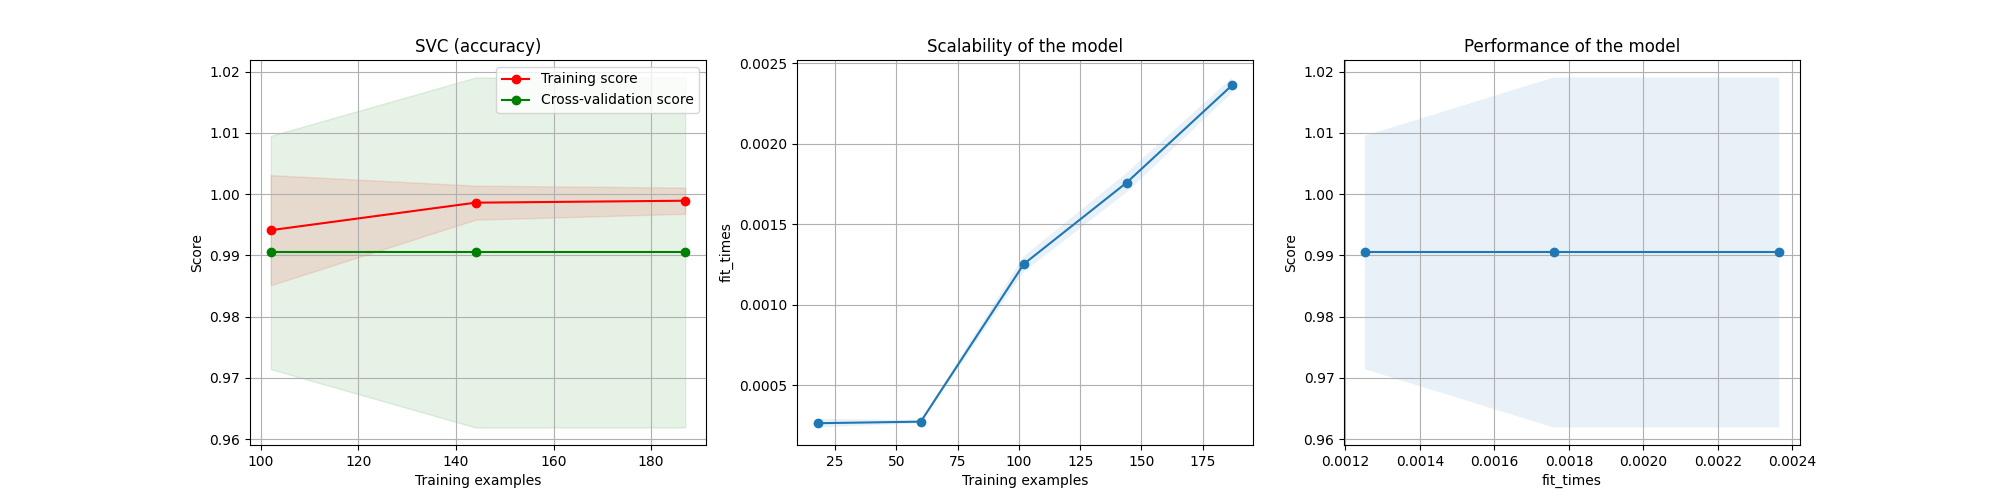 SVC (accuracy)
Score
1.02
1.01
1.00
0.99
0.98
0.97
0.96
Training score
Cross-validation score
100 120 140 160 180
Training examples
Scalability of the model
fit_times
0.0025
0.0020
0.0015
0.0010
0.0005
25 50 75 100 125 150 175
Training examples
Performance of the model
Score
1.02
1.01
1.00
0.99
0.98
0.97
0.96
0.0012 0.0014 0.0016 0.0018 0.0020 0.0022 0.0024
fit_times